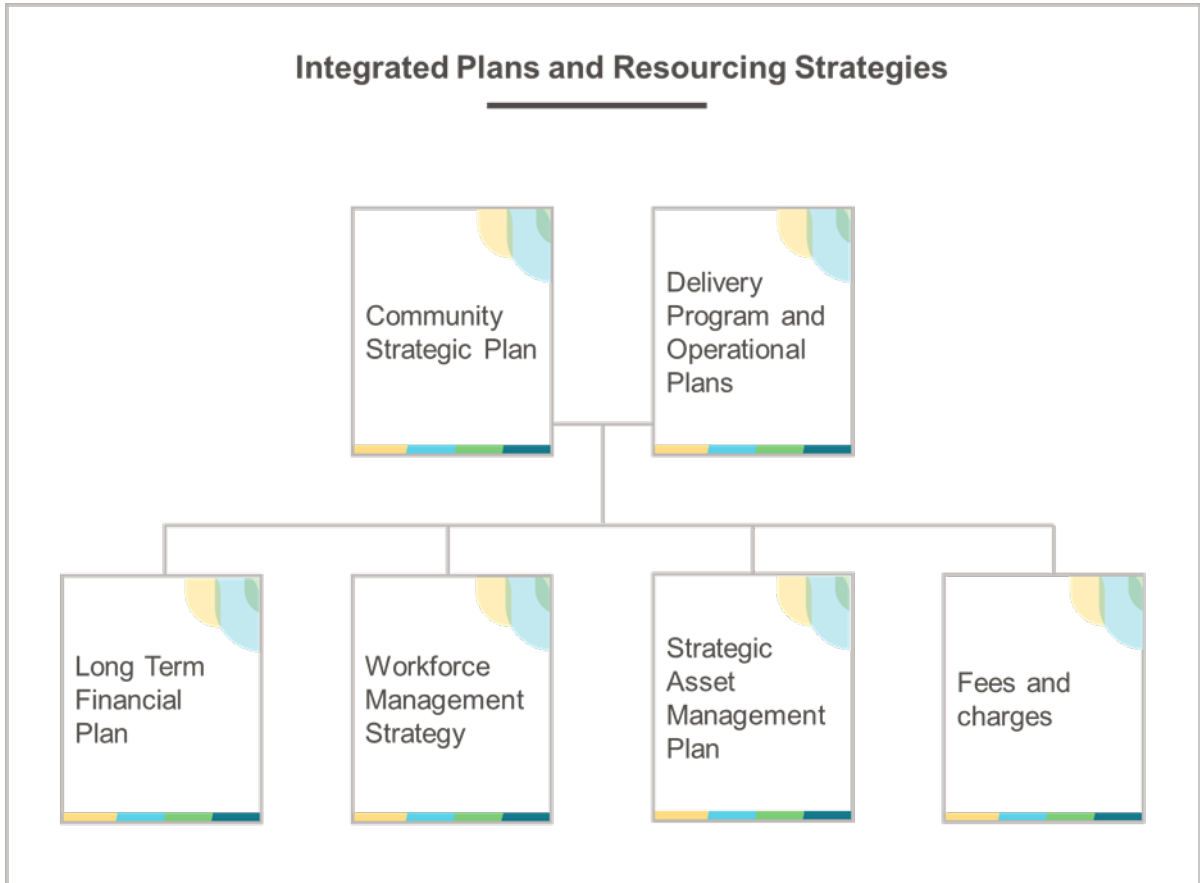 Integrated Plans and Resourcing Strategies
Community
Strategic Plan
Delivery
Program and
Operational
Plans
Long Term
Financial
Plan
Workforce
Management
Strategy
Strategic
Asset
Management
Plan
Fees and
charges